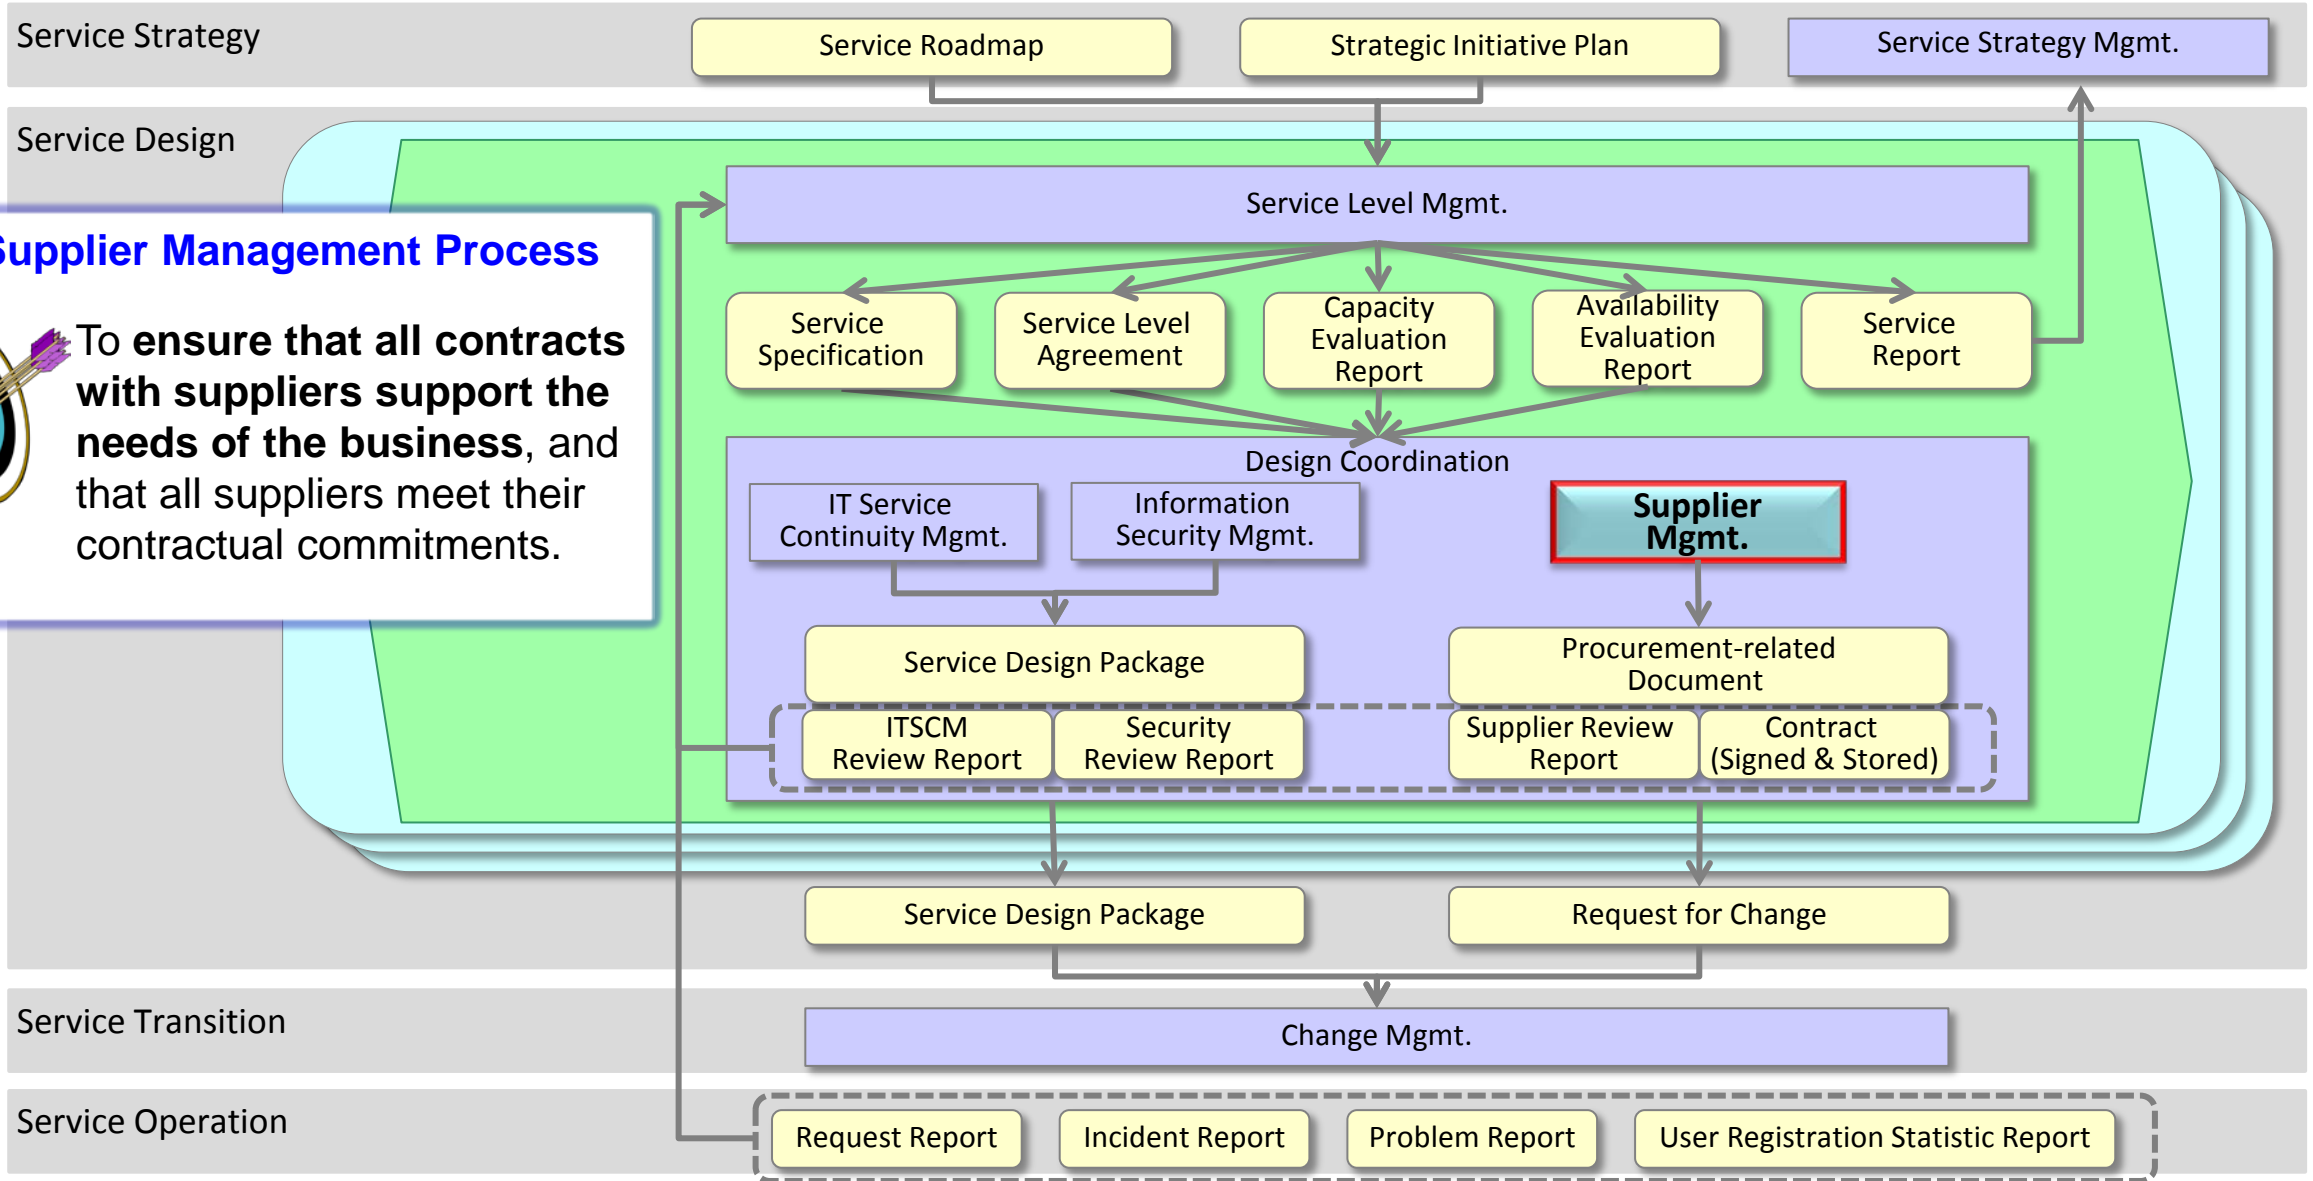 Service Strategy
Service Roadmap
Strategic Initiative Plan
Service Strategy Mgmt.
Service Design
Service Level Mgmt.
Supplier Management Process
To ensure that all contracts
with suppliers support the
needs of the business, and
that all suppliers meet their
contractual commitments.
Service
Specification
Service Level
Agreement
Capacity
Evaluation
Report
Availability
Evaluation
Report
Service
Report
Design Coordination
IT Service
Continuity Mgmt.
Information
Security Mgmt.
Supplier
Mgmt.
Service Design Package
Procurement-related
Document
ITSCM
Review Report
Security
Review Report
Supplier Review
Report
Contract
(Signed & Stored)
Service Design Package
Request for Change
Service Transition
Change Mgmt.
Service Operation
Request Report
Incident Report
Problem Report
User Registration Statistic Report